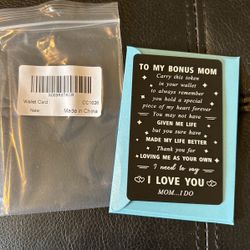 Wallet Card
CC1028
New
Made in China
TO MY BONUS MOM
Carry this token
in your wallet
to always remember
you hold a special
piece of my heart forever
You may not have
GIVEN ME LIFE
but you sure have
MADE MY LIFE BETTER
Thank you for
LOVING ME AS YOUR OWN
I need to say
I LOVE YOU
MOM...I DO